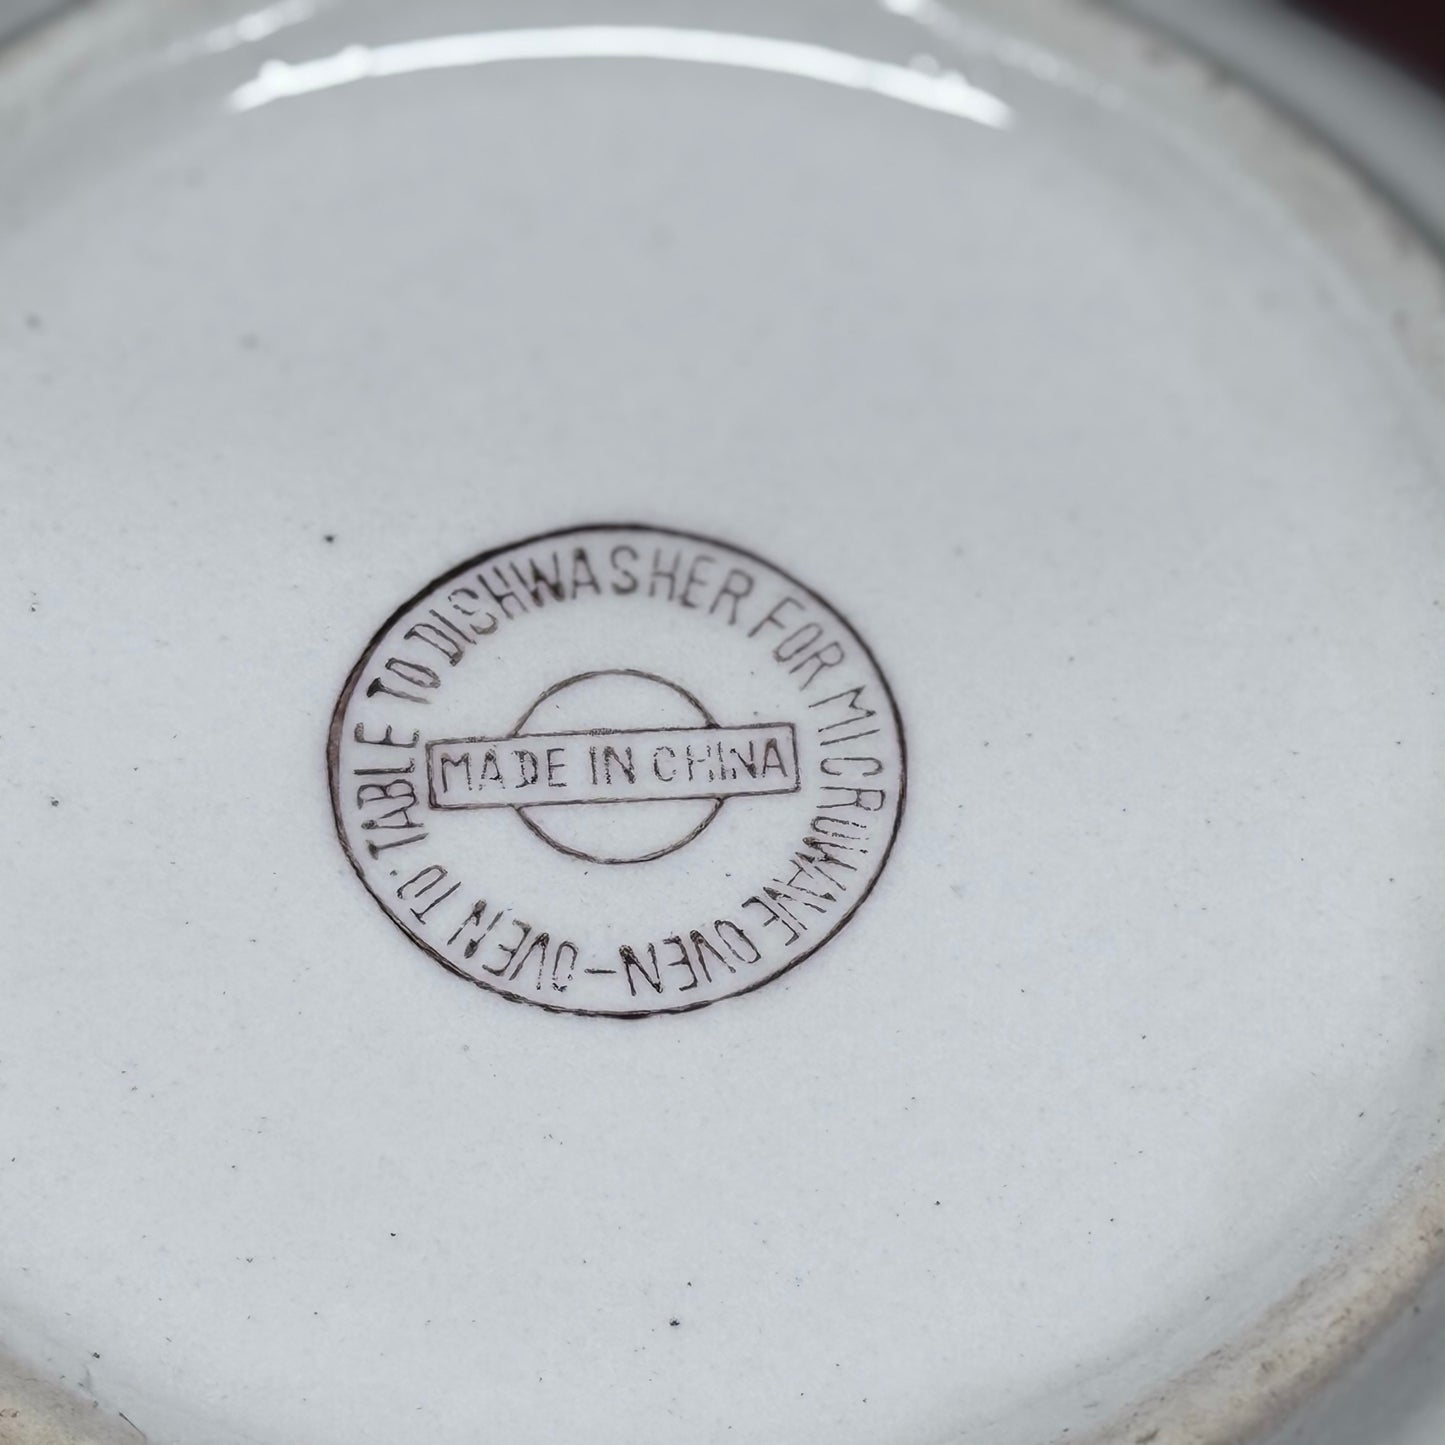 OVEN TO TABLE TO DISHWASHER FOR MICROWAVE OVEN-
MADE IN CHINA